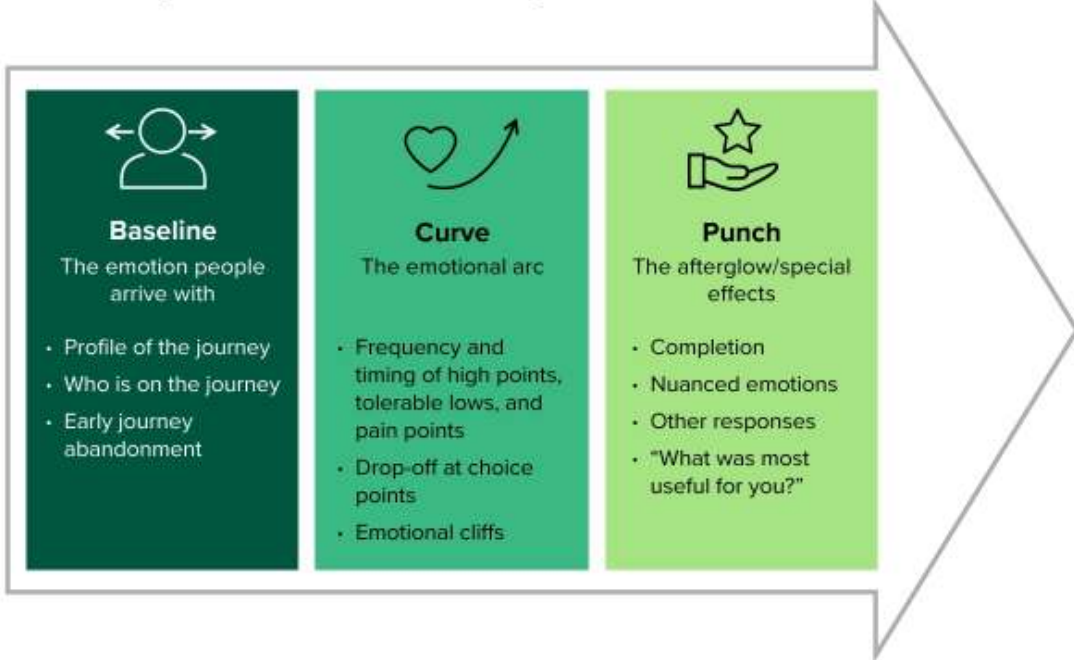 Baseline
The emotion people
arrive with
• Profile of the journey
• Who is on the journey
• Early journey
abandonment
Curve
The emotional arc
• Frequency and
timing of high points,
tolerable lows, and
pain points
• Drop-off at choice
points
• Emotional cliffs
Punch
The afterglow/special
effects
• Completion
• Nuanced emotions
• Other responses
• “What was most
useful for you?”